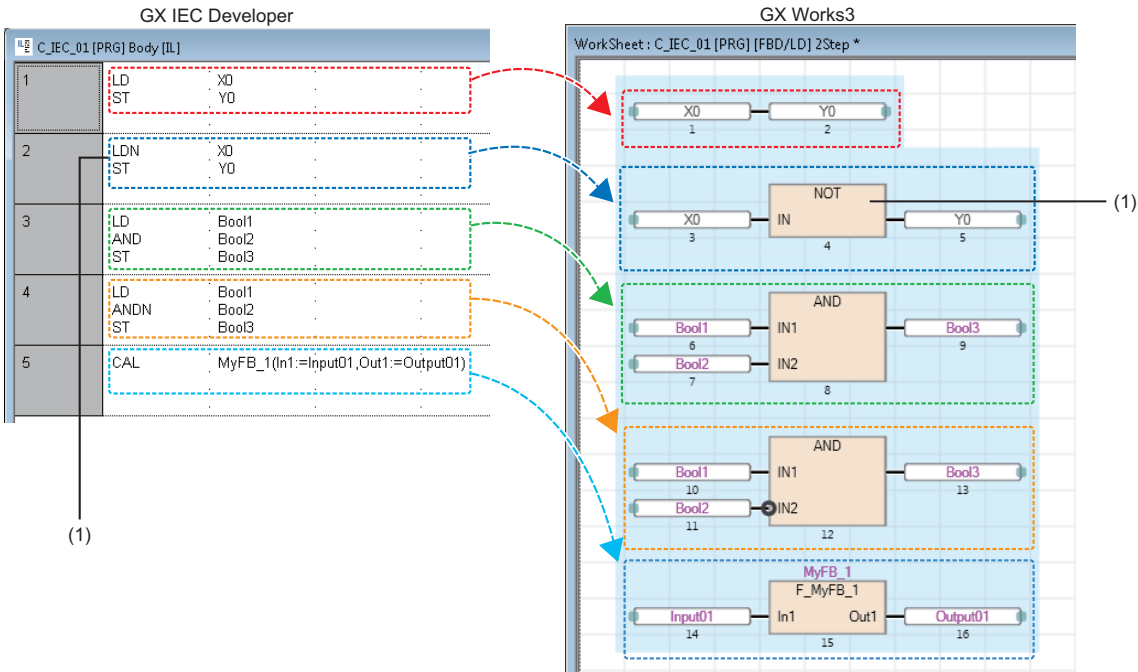 GX IEC Developer
C_IEC_01 [PRG] Body [IL]
1
LD X0
ST Y0
2
LDN X0
ST Y0
3
LD Bool1
AND Bool2
ST Bool3
4
LD Bool1
ANDN Bool2
ST Bool3
5
CAL MyFB_1(In1:=Input01,Out1:=Output01)
(1)
GX Works3
WorkSheet : C_IEC_01 [PRG] [FBD/LD] 2Step *
X0 Y0
1 2
NOT
X0 IN Y0
3 4 5
(1)
AND
Bool1 IN1 Bool3
6 9
Bool2 IN2
7 8
AND
Bool1 IN1 Bool3
10 13
Bool2 IN2
11 12
MyFB_1
F_MyFB_1
Input01 In1 Out1 Output01
14 15 16